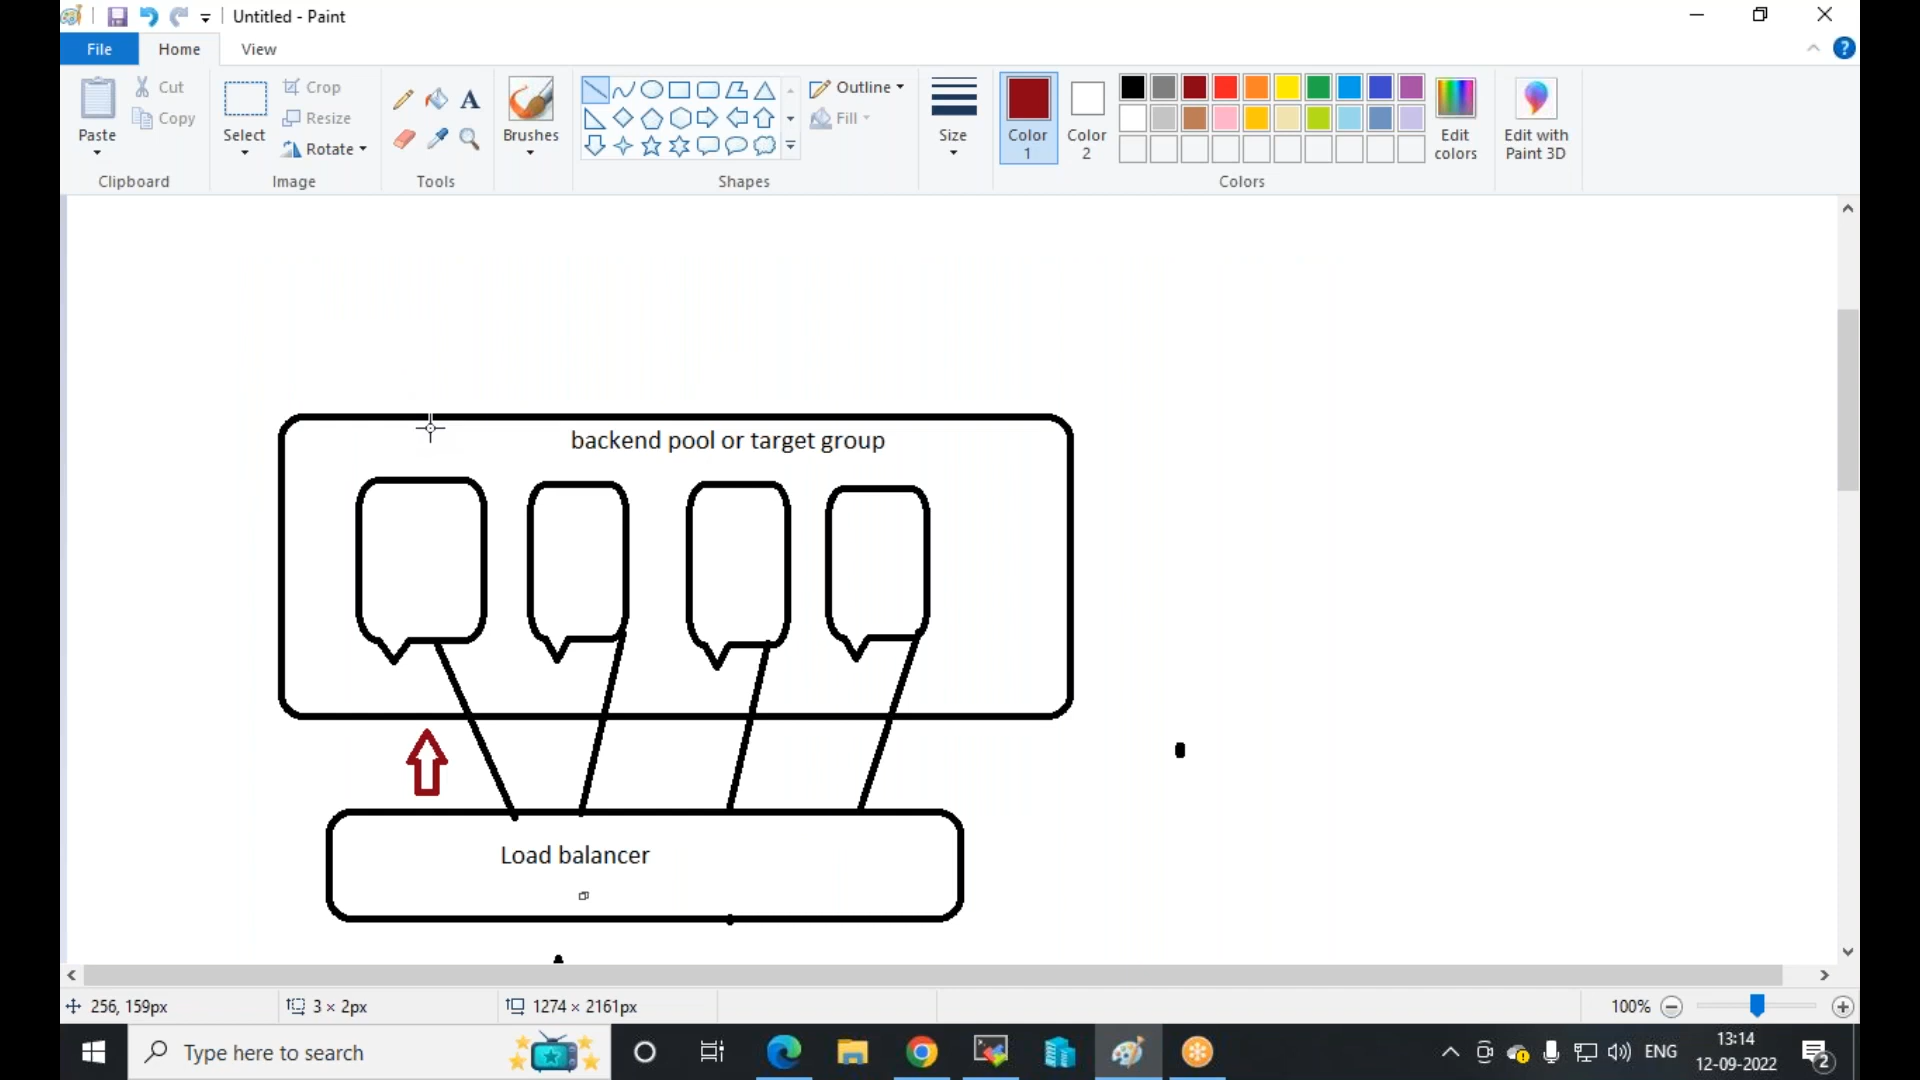 Untitled - Paint
File Home View
Paste
Cut
Copy
Clipboard
Select
Crop
Resize
Rotate
Image
Tools
Brushes
Outline
Fill
Shapes
Size
Color 1
Color 2
Edit colors
Edit with Paint 3D
Colors
backend pool or target group
Load balancer
256, 159px
3 × 2px
1274 × 2161px
100%
Type here to search
ENG
13:14
12-09-2022
2